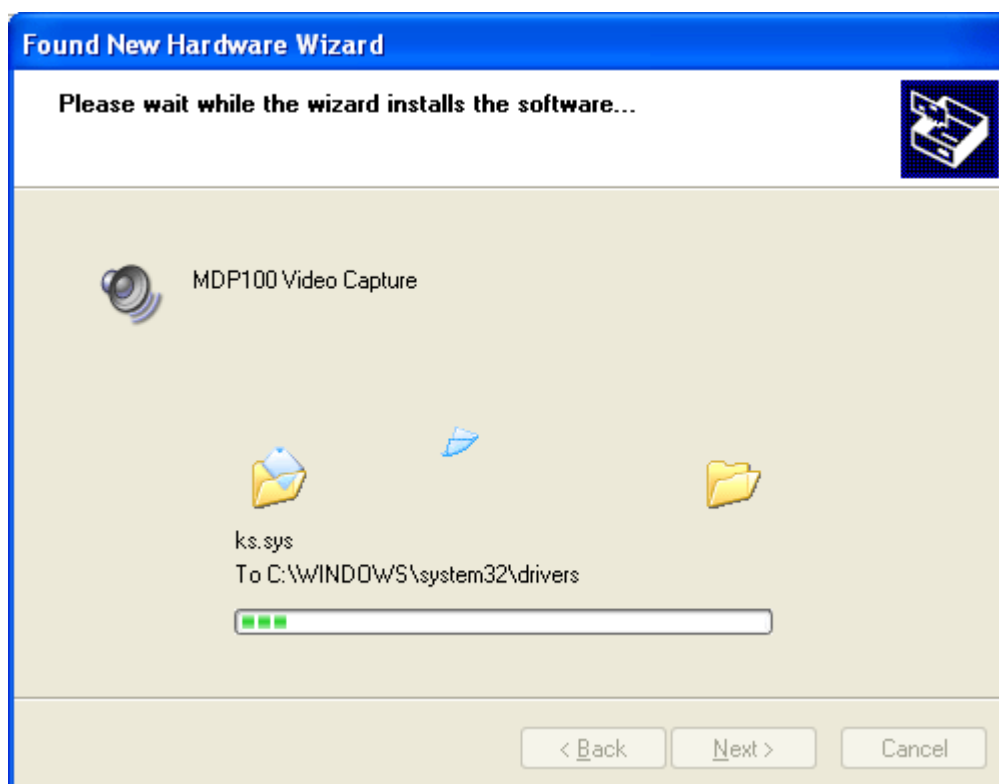 Found New Hardware Wizard
Please wait while the wizard installs the software...
MDP100 Video Capture
ks.sys
To C:\WINDOWS\system32\drivers
< Back Next > Cancel